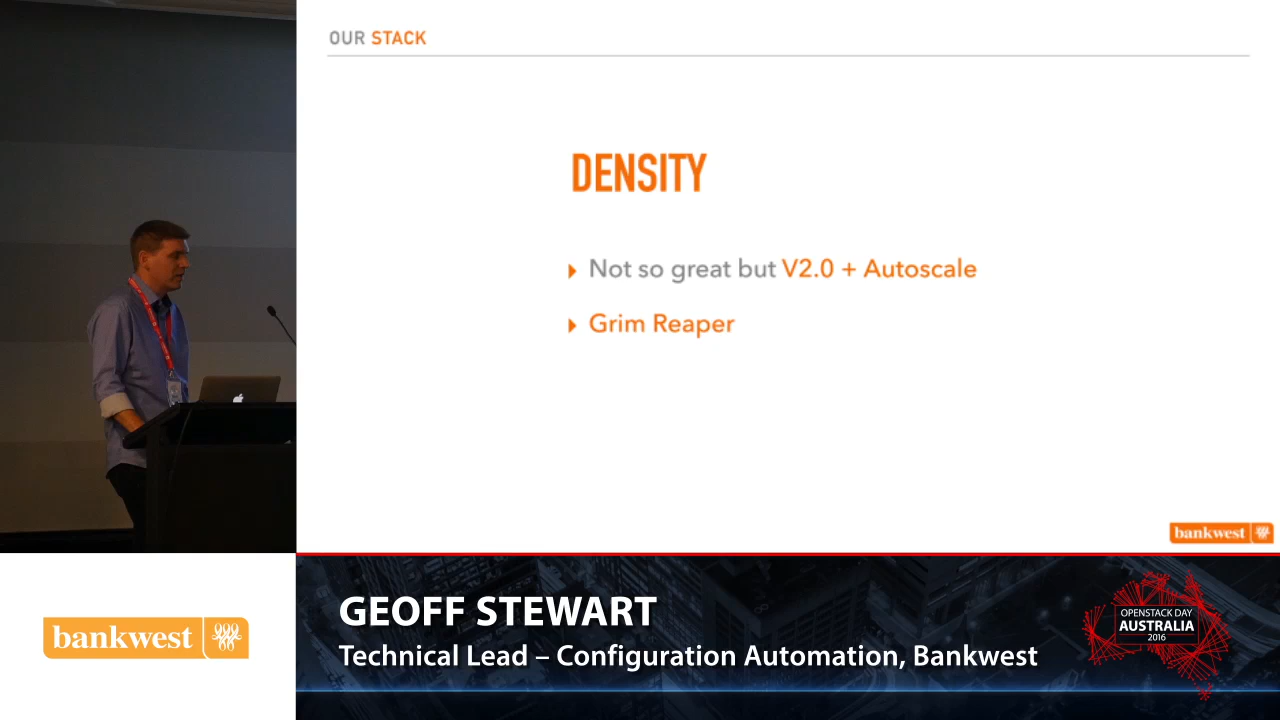 OUR STACK
DENSITY
Not so great but V2.0 + Autoscale
Grim Reaper
bankwest
bankwest
GEOFF STEWART
Technical Lead – Configuration Automation, Bankwest
OPENSTACK DAY
AUSTRALIA
2016